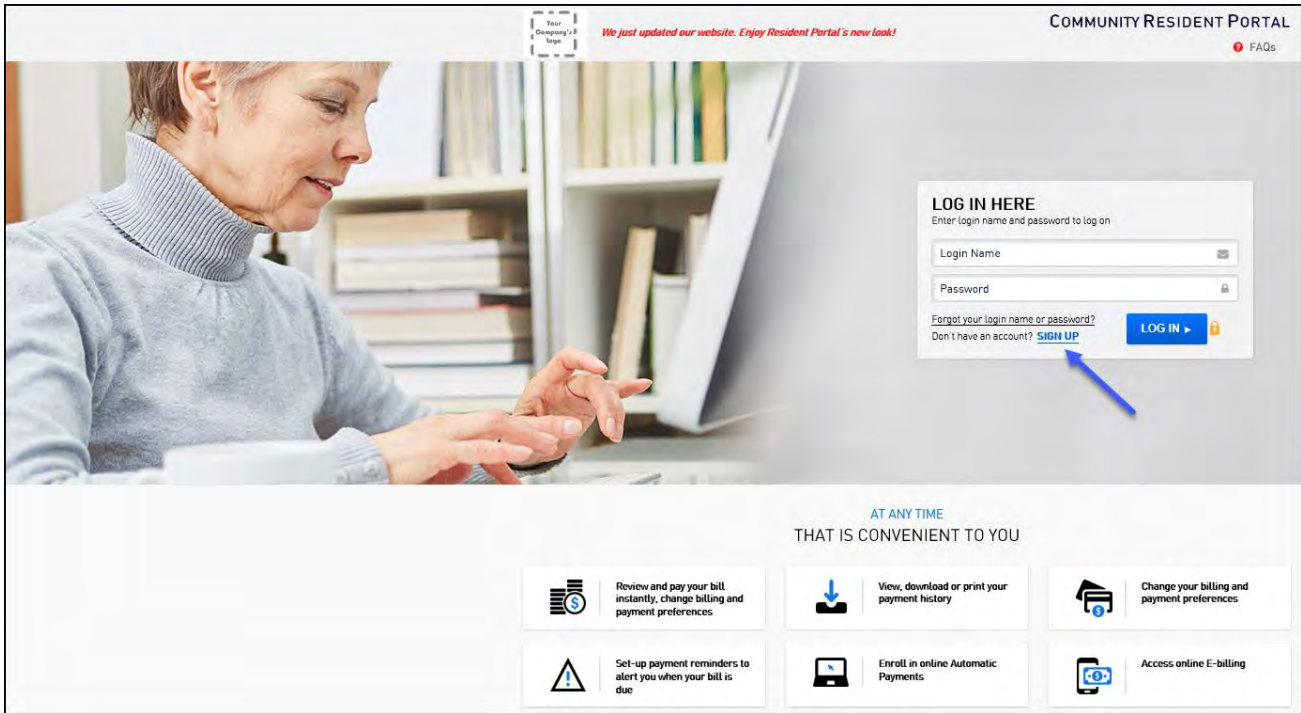 Your
Company's
logo
We just updated our website. Enjoy Resident Portal's new look!
COMMUNITY RESIDENT PORTAL
FAQs
LOG IN HERE
Enter login name and password to log on
Login Name
Password
Forgot your login name or password?
Don't have an account? SIGN UP
LOG IN
AT ANY TIME
THAT IS CONVENIENT TO YOU
Review and pay your bill
instantly, change billing and
payment preferences
View, download or print your
payment history
Change your billing and
payment preferences
Set-up payment reminders to
alert you when your bill is
due
Enroll in online Automatic
Payments
Access online E-billing